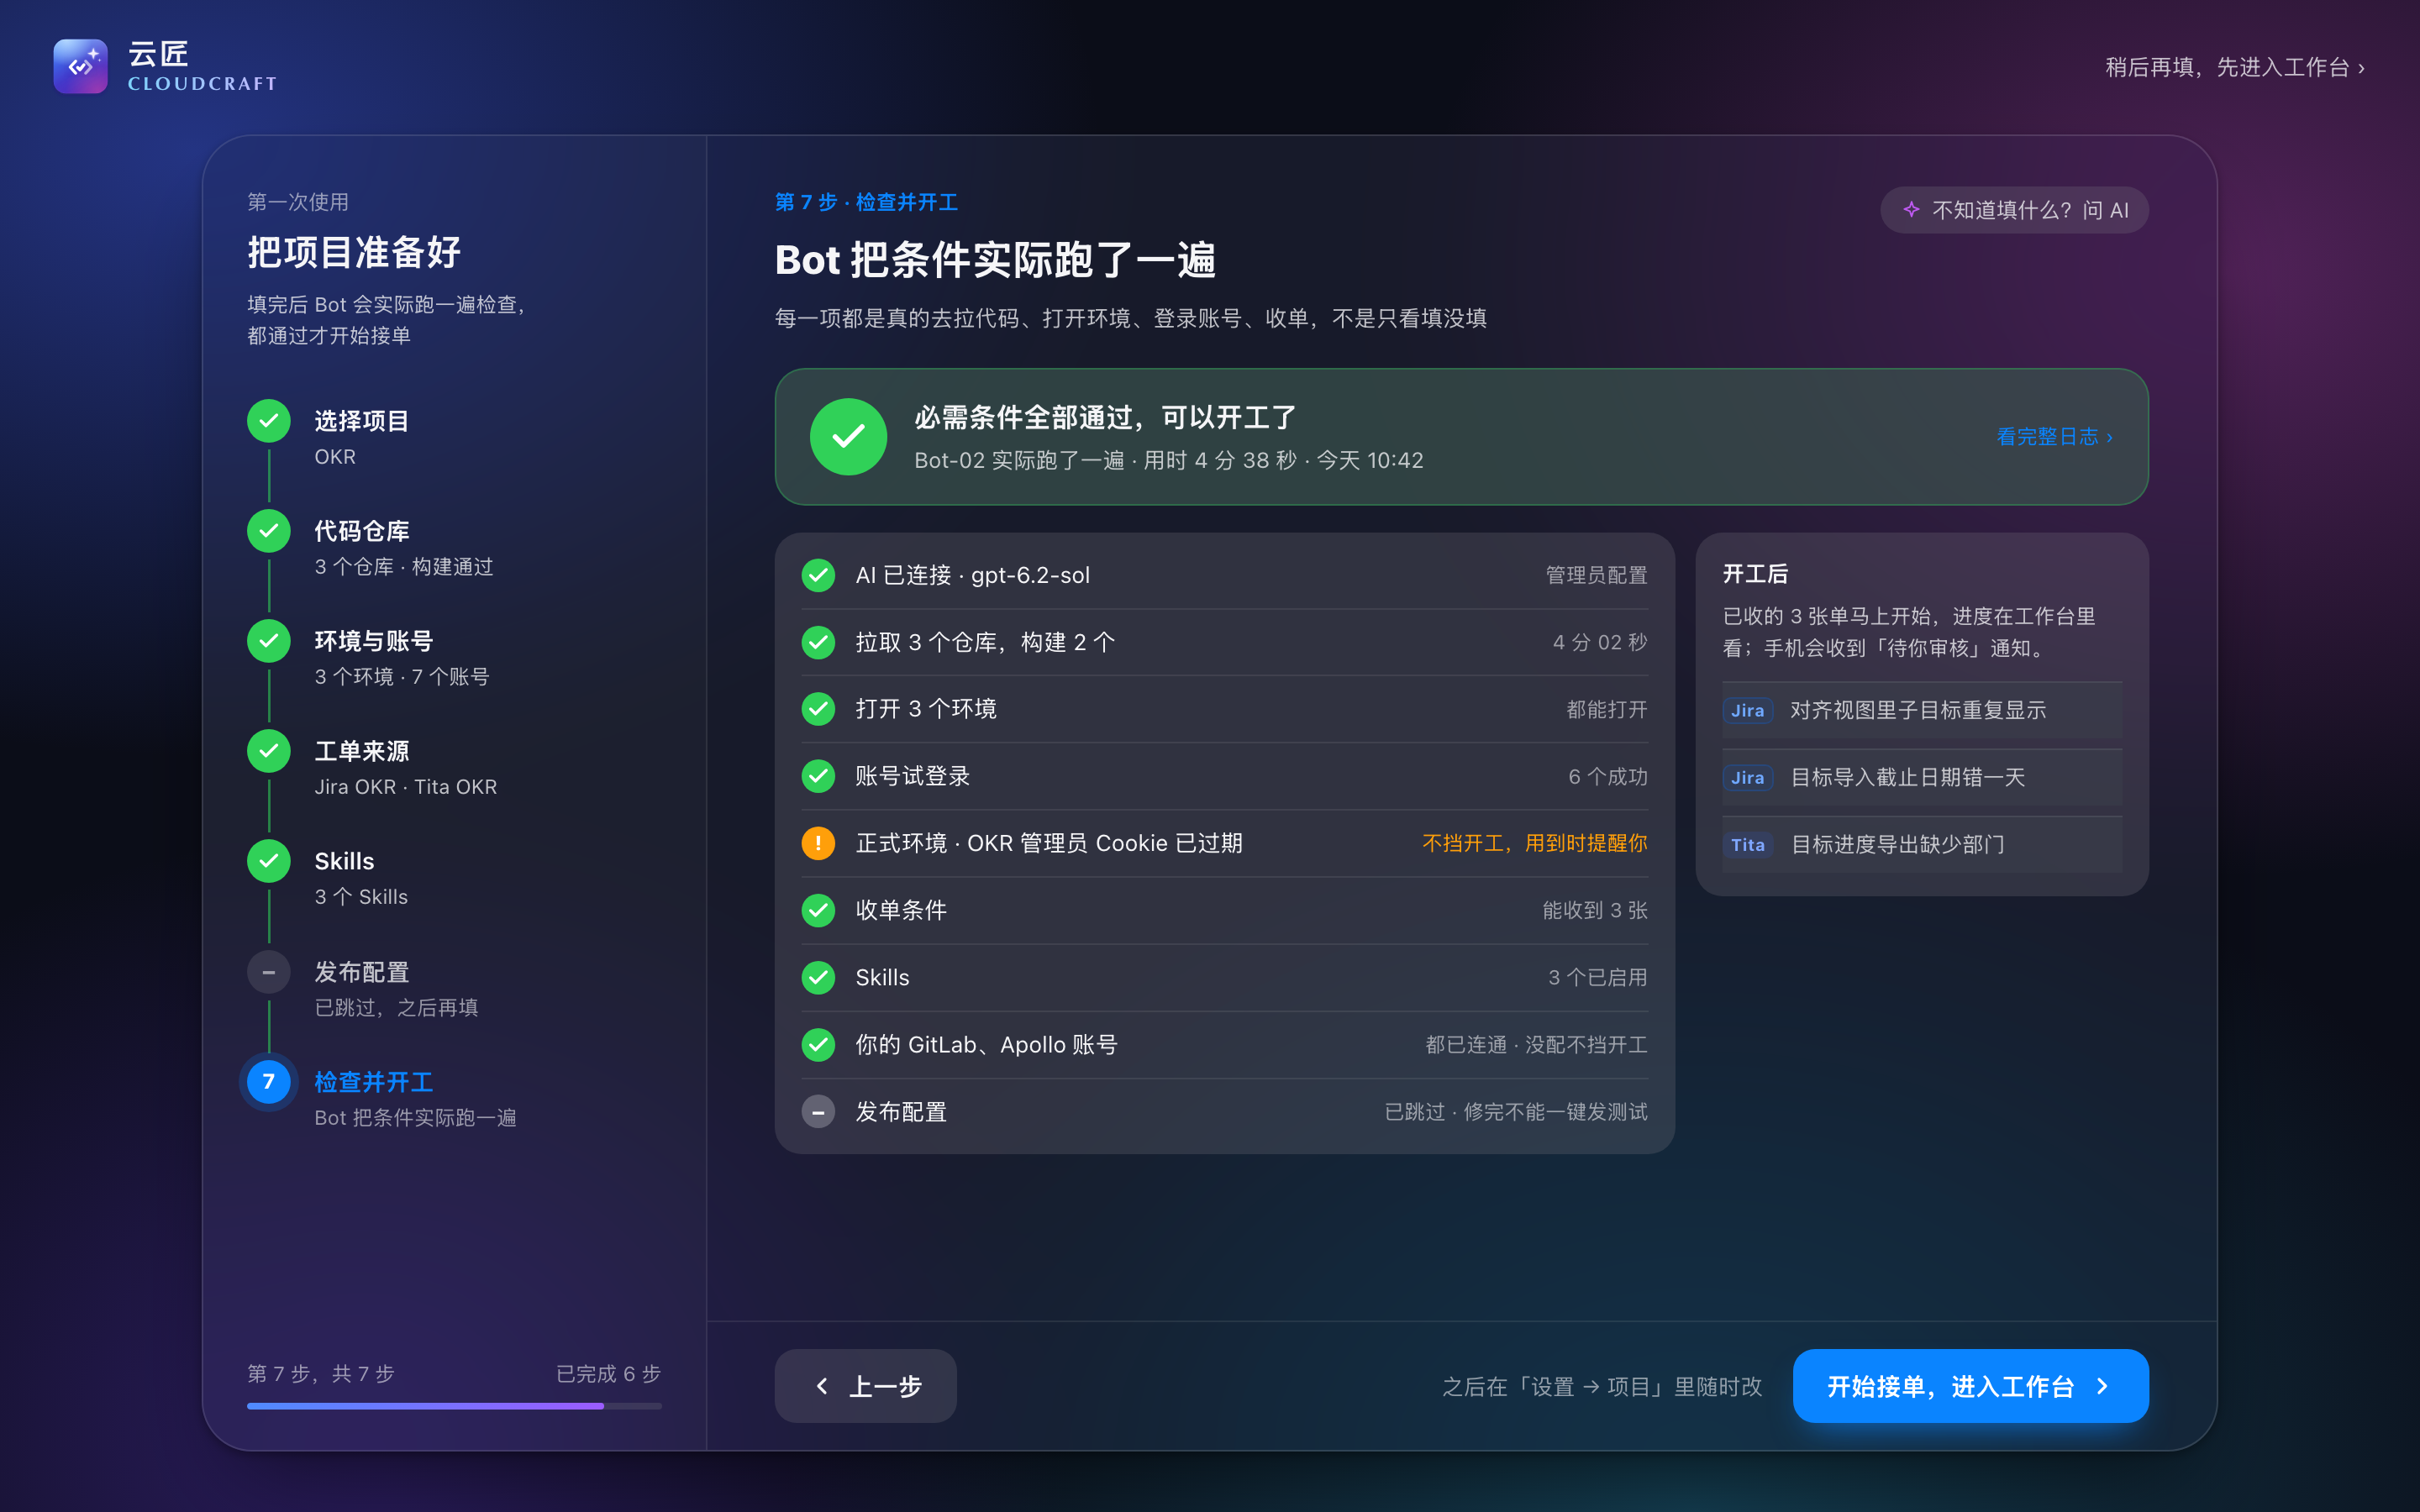 云匠
CLOUDCRAFT
稍后再填，先进入工作台 ›
第一次使用
把项目准备好
填完后 Bot 会实际跑一遍检查，
都通过才开始接单
选择项目
OKR
代码仓库
3 个仓库 · 构建通过
环境与账号
3 个环境 · 7 个账号
工单来源
Jira OKR · Tita OKR
Skills
3 个 Skills
发布配置
已跳过，之后再填
7
检查并开工
Bot 把条件实际跑一遍
第 7 步，共 7 步
已完成 6 步
第 7 步 · 检查并开工
不知道填什么？问 AI
Bot 把条件实际跑了一遍
每一项都是真的去拉代码、打开环境、登录账号、收单，不是只看填没填
必需条件全部通过，可以开工了
Bot-02 实际跑了一遍 · 用时 4 分 38 秒 · 今天 10:42
看完整日志 ›
AI 已连接 · gpt-6.2-sol
管理员配置
拉取 3 个仓库，构建 2 个
4 分 02 秒
打开 3 个环境
都能打开
账号试登录
6 个成功
正式环境 · OKR 管理员 Cookie 已过期
不挡开工，用到时提醒你
收单条件
能收到 3 张
Skills
3 个已启用
你的 GitLab、Apollo 账号
都已连通 · 没配不挡开工
发布配置
已跳过 · 修完不能一键发测试
开工后
已收的 3 张单马上开始，进度在工作台里
看；手机会收到「待你审核」通知。
Jira 对齐视图里子目标重复显示
Jira 目标导入截止日期错一天
Tita 目标进度导出缺少部门
上一步
之后在「设置 → 项目」里随时改
开始接单，进入工作台